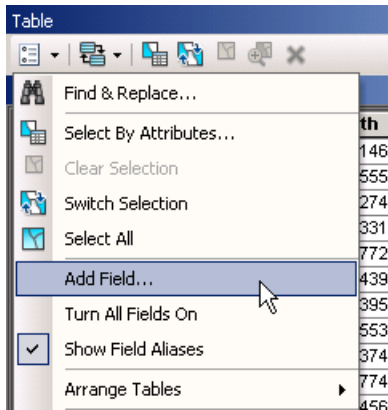 Table
Find & Replace...
th
Select By Attributes...
146
Clear Selection
555
Switch Selection
274
331
Select All
772
Add Field...
439
Turn All Fields On
395
553
Show Field Aliases
374
Arrange Tables
774
456